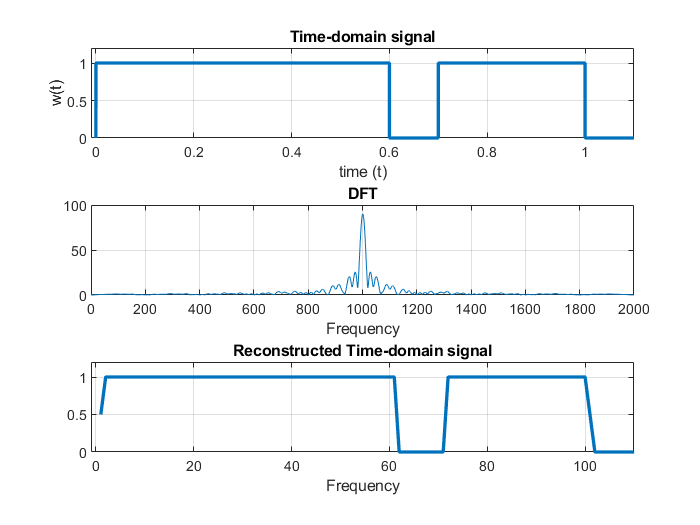 Time-domain signal
1
0.5
0
w(t)
0 0.2 0.4 0.6 0.8 1
time (t)
DFT
100
50
0
0 200 400 600 800 1000 1200 1400 1600 1800 2000
Frequency
Reconstructed Time-domain signal
1
0.5
0
0 20 40 60 80 100
Frequency